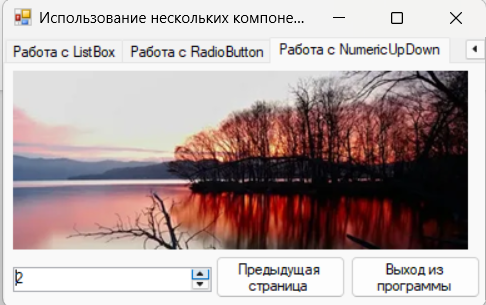 Использование нескольких компоне...
Работа с ListBox
Работа с RadioButton
Работа с NumericUpDown
2
Предыдущая
страница
Выход из
программы